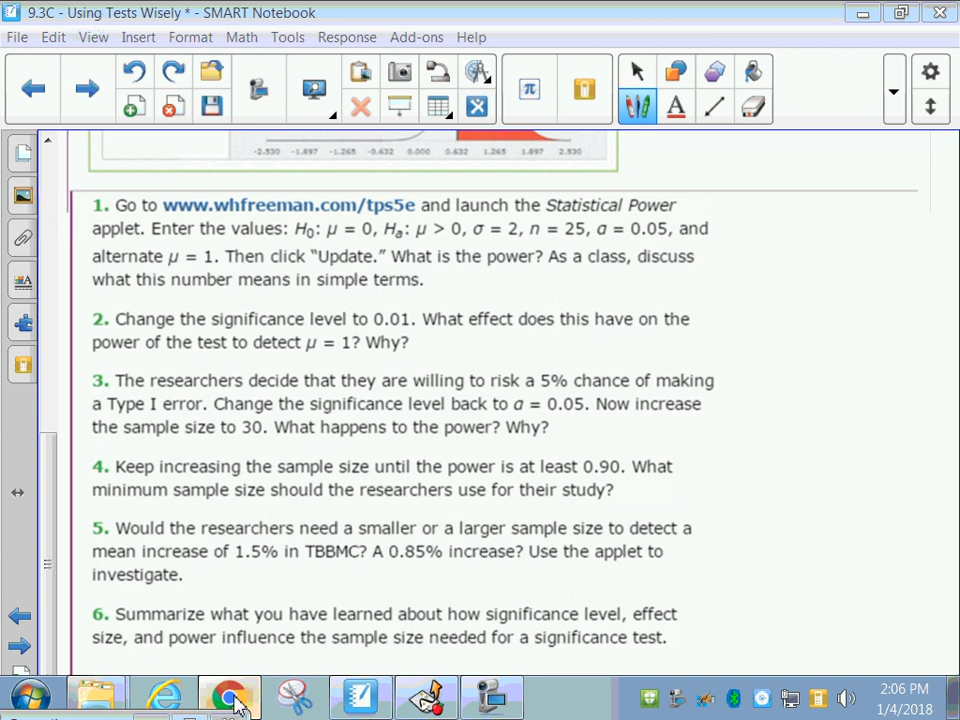 9.3C - Using Tests Wisely * - SMART Notebook
File Edit View Insert Format Math Tools Response Add-ons Help
-2.530 -1.897 -1.265 -0.632 0.000 0.632 1.265 1.897 2.530
1. Go to www.whfreeman.com/tps5e and launch the Statistical Power
applet. Enter the values: H0: μ = 0, Ha: μ > 0, σ = 2, n = 25, α = 0.05, and
alternate μ = 1. Then click “Update.” What is the power? As a class, discuss
what this number means in simple terms.
2. Change the significance level to 0.01. What effect does this have on the
power of the test to detect μ = 1? Why?
3. The researchers decide that they are willing to risk a 5% chance of making
a Type I error. Change the significance level back to α = 0.05. Now increase
the sample size to 30. What happens to the power? Why?
4. Keep increasing the sample size until the power is at least 0.90. What
minimum sample size should the researchers use for their study?
5. Would the researchers need a smaller or a larger sample size to detect a
mean increase of 1.5% in TBBMC? A 0.85% increase? Use the applet to
investigate.
6. Summarize what you have learned about how significance level, effect
size, and power influence the sample size needed for a significance test.
2:06 PM
1/4/2018